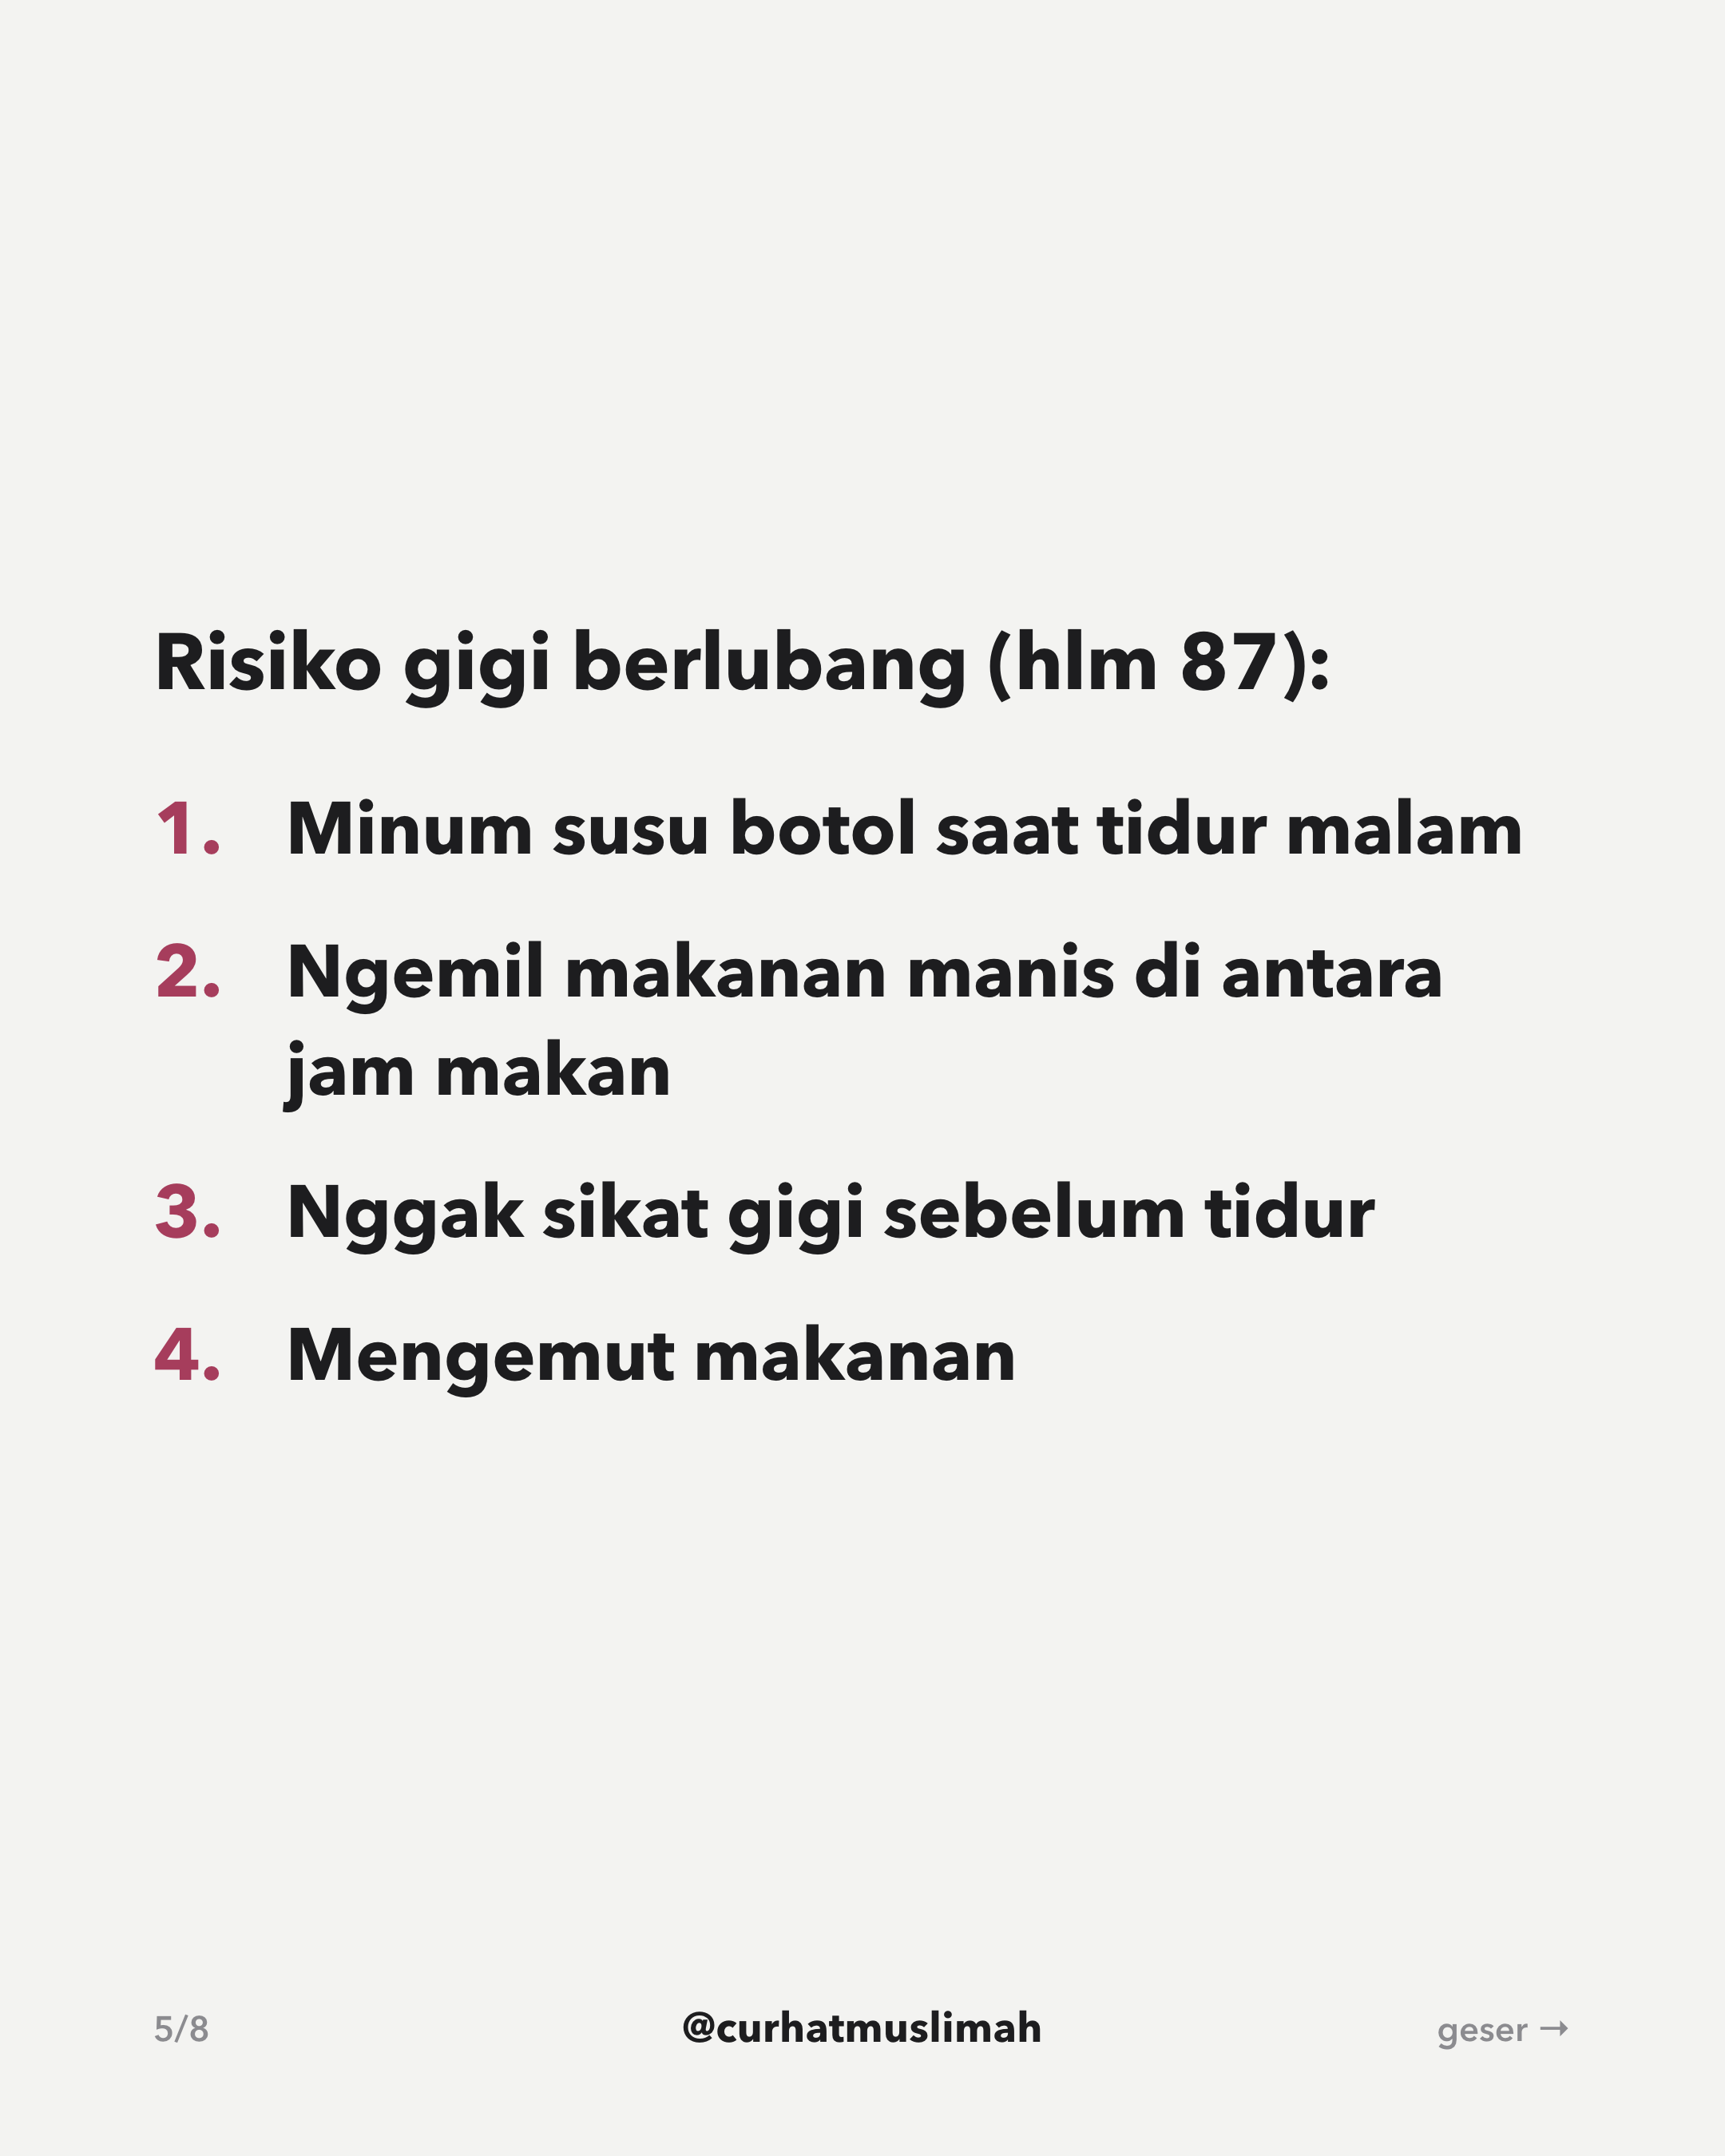 Risiko gigi berlubang (hlm 87):
1. Minum susu botol saat tidur malam
2. Ngemil makanan manis di antara
jam makan
3. Nggak sikat gigi sebelum tidur
4. Mengemut makanan
5/8
@curhatmuslimah
geser →